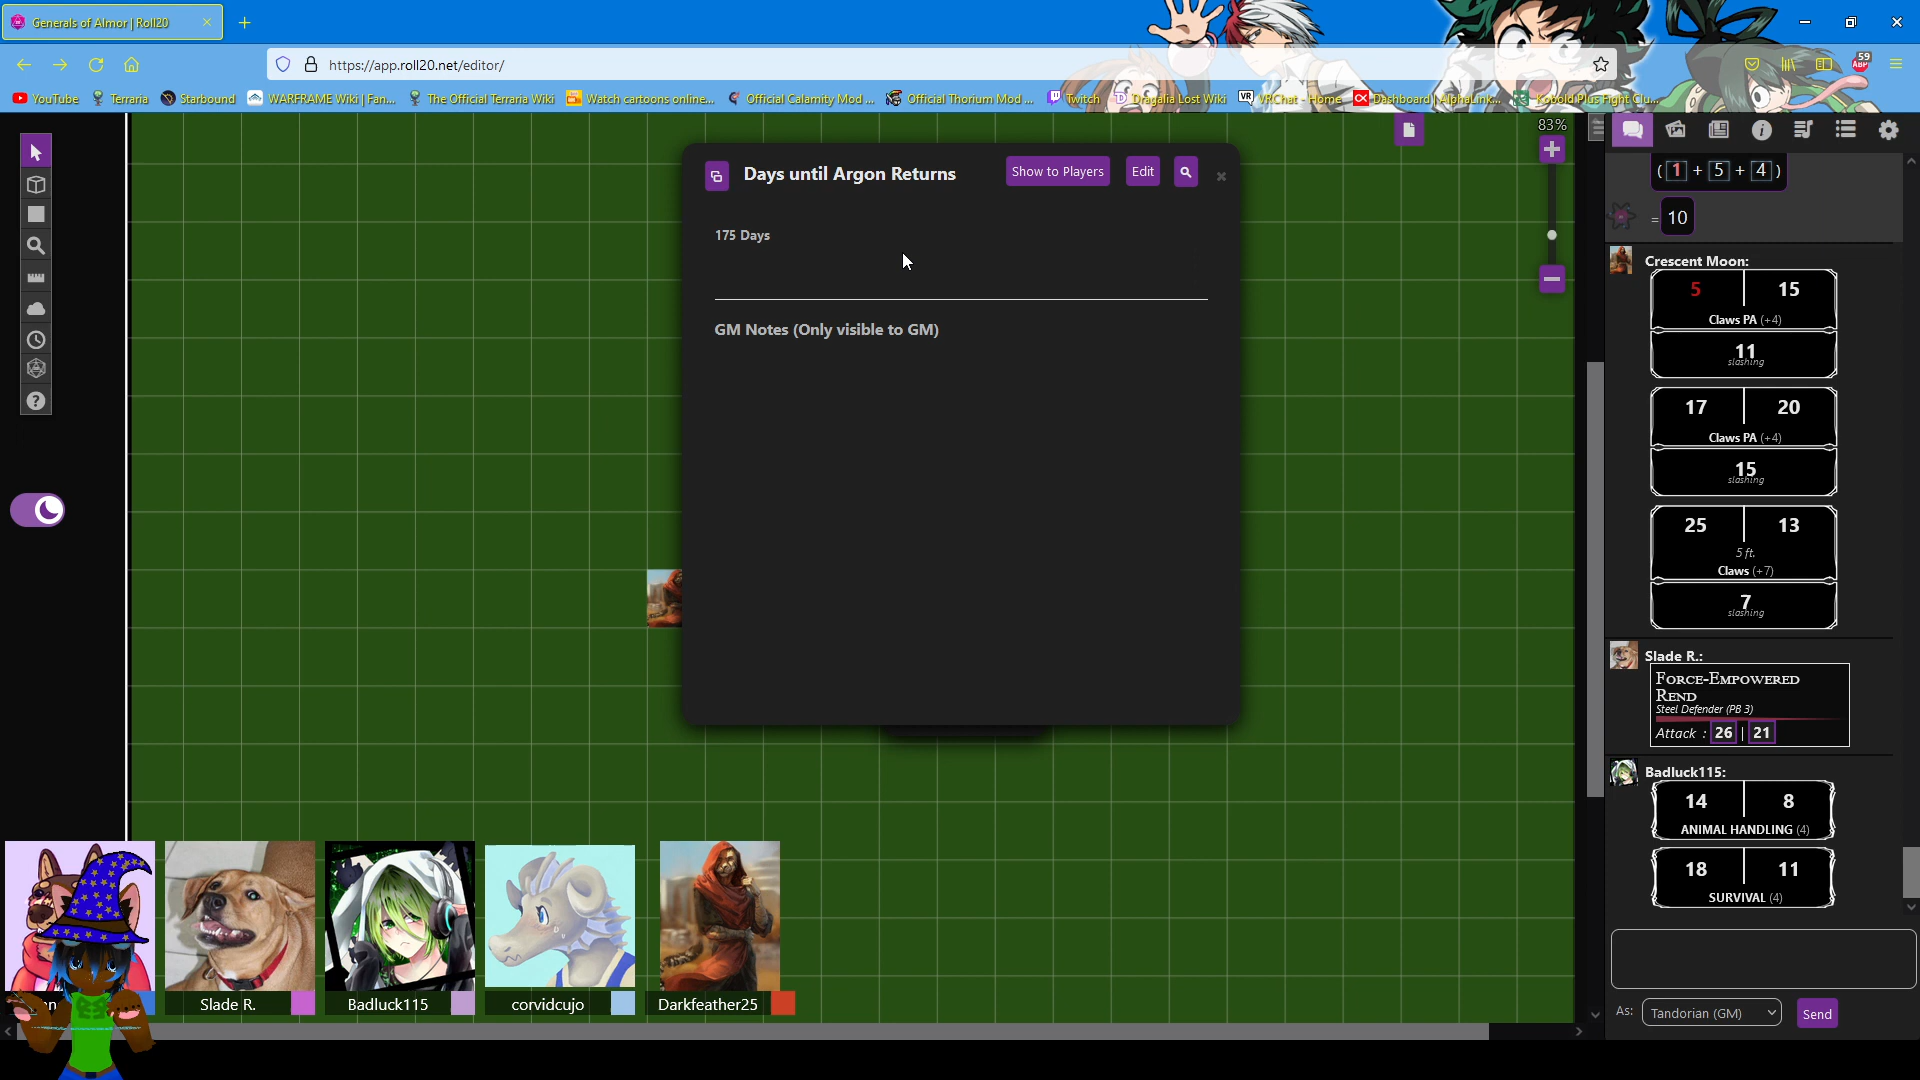 Generals of Almor | Roll20
https://app.roll20.net/editor/
59
ABP
YouTube
Terraria
Starbound
WARFRAME Wiki | Fan...
The Official Terraria Wiki
Watch cartoons online...
Official Calamity Mod ...
Official Thorium Mod ...
Twitch
Dragalia Lost Wiki
VRChat - Home
Dashboard | AlphaLink...
Kobold Plus Fight Clu...
83%
Days until Argon Returns
Show to Players
Edit
175 Days
GM Notes (Only visible to GM)
(1 + 5 + 4)
= 10
Crescent Moon:
5 15
Claws PA (+4)
11
slashing
17 20
Claws PA (+4)
15
slashing
25 13
5 ft.
Claws (+7)
7
slashing
Slade R.:
Force-Empowered
Rend
Steel Defender (PB 3)
Attack : 26 | 21
Badluck115:
14 8
ANIMAL HANDLING (4)
18 11
SURVIVAL (4)
As: Tandorian (GM)
Send
Slade R.
Badluck115
corvidcujo
Darkfeather25